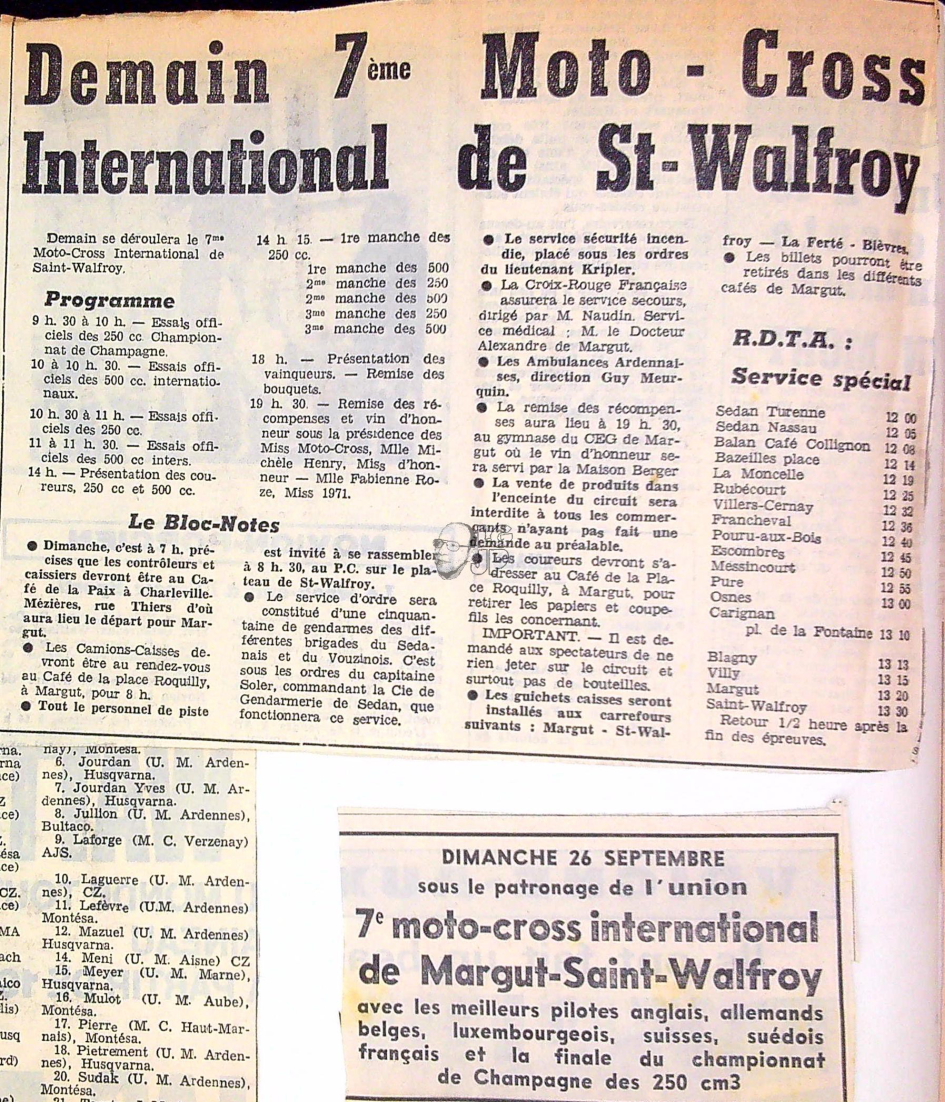 Demain 7ème Moto - Cross
International de St-Walfroy
Demain se déroulera le 7me
Moto-Cross International de
Saint-Walfroy.
Programme
9 h. 30 à 10 h. — Essais offi-
ciels des 250 cc. Champion-
nat de Champagne.
10 à 10 h. 30. — Essais of-
ficiels des 500 cc. internatio-
naux.
10 h. 30 à 11 h. — Essais offi-
ciels des 250 cc.
11 à 11 h. 30. — Essais of-
ficiels des 500 cc inters.
14 h. — Présentation des cou-
reurs, 250 cc et 500 cc.
14 h. 15. — 1re manche des
250 cc.
1re manche des 500
2me manche des 250
2me manche des 500
3me manche des 250
3me manche des 500
18 h. — Présentation des
vainqueurs. — Remise des
bouquets.
19 h. 30. — Remise des ré-
compenses et vin d'hon-
neur sous la présidence des
Miss Moto-Cross, Mlle Mi-
chèle Henry, Miss d'hon-
neur — Mlle Fabienne Ro-
ze, Miss 1971.
Le Bloc-Notes
● Dimanche, c'est à 7 h. pré-
cises que les contrôleurs et
caissiers devront être au Ca-
fé de la Paix à Charleville.
Mézières, rue Thiers d'où
aura lieu le départ pour Mar-
gut.
● Les Camions-Caisses de-
vront être au rendez-vous
au Café de la place Roquilly,
à Margut, pour 8 h.
● Tout le personnel de piste
est invité à se rassembler
à 8 h. 30, au P.C. sur le pla-
teau de St-Walfroy.
● Le service d'ordre sera
constitué d'une cinquan-
taine de gendarmes des dif-
férentes brigades du Seda-
nais et du Vouzinois. C'est
sous les ordres du capitaine
Soler, commandant la Cie de
Gendarmerie de Sedan, que
fonctionnera ce service.
● Le service sécurité incen-
die, placé sous les ordres
du lieutenant Kripler.
● La Croix-Rouge Française
assurera le service secours,
dirigé par M. Naudin. Servi-
ce médical : M. le Docteur
Alexandre de Margut.
● Les Ambulances Ardennai-
ses, direction Guy Meur-
quin.
● La remise des récompen-
ses aura lieu à 19 h. 30,
au gymnase du CEG de Mar-
gut où le vin d'honneur se-
ra servi par la Maison Berger
● La vente de produits dans
l'enceinte du circuit sera
interdite à tous les commer-
çants n'ayant pas fait une
demande au préalable.
● Les coureurs devront s'a-
dresser au Café de la Pla-
ce Roquilly, à Margut, pour
retirer les papiers et coupe-
fils les concernant.
IMPORTANT. — Il est de-
mandé aux spectateurs de ne
rien jeter sur le circuit et
surtout pas de bouteilles.
● Les guichets caisses seront
installés aux carrefours
suivants : Margut - St-Wal-
froy — La Ferté - Bièvres.
● Les billets pourront être
retirés dans les différents
cafés de Margut.
R.D.T.A. :
Service spécial
Sedan Turenne 12 00
Sedan Nassau 12 05
Balan Café Collignon 12 08
Bazeilles place 12 14
La Moncelle 12 19
Rubécourt 12 25
Villers-Cernay 12 32
Francheval 12 36
Pouru-aux-Bois 12 40
Escombres 12 45
Messincourt 12 50
Pure 12 55
Osnes 13 00
Carignan
pl. de la Fontaine 13 10
Blagny 13 13
Villy 13 15
Margut 13 20
Saint-Walfroy 13 30
Retour 1/2 heure après la
fin des épreuves.
nay), Montesa.
6. Jourdan (U. M. Arden-
nes), Husqvarna.
7. Jourdan Yves (U. M. Ar-
dennes), Husqvarna.
8. Jullion (U. M. Ardennes),
Bultaco.
9. Laforge (M. C. Verzenay)
AJS.
10. Laguerre (U. M. Arden-
nes), CZ.
11. Lefèvre (U.M. Ardennes)
Montésa.
12. Mazuel (U. M. Ardennes)
Husqvarna.
14. Meni (U. M. Aisne) CZ
15. Meyer (U. M. Marne),
Husqvarna.
16. Mulot (U. M. Aube),
Montésa.
17. Pierre (M. C. Haut-Mar-
nais), Montésa.
18. Pietrement (U. M. Arden-
nes), Husqvarna.
20. Sudak (U. M. Ardennes),
Montésa.
DIMANCHE 26 SEPTEMBRE
sous le patronage de l'union
7e moto-cross international
de Margut-Saint-Walfroy
avec les meilleurs pilotes anglais, allemands
belges, luxembourgeois, suisses, suédois
français et la finale du championnat
de Champagne des 250 cm3